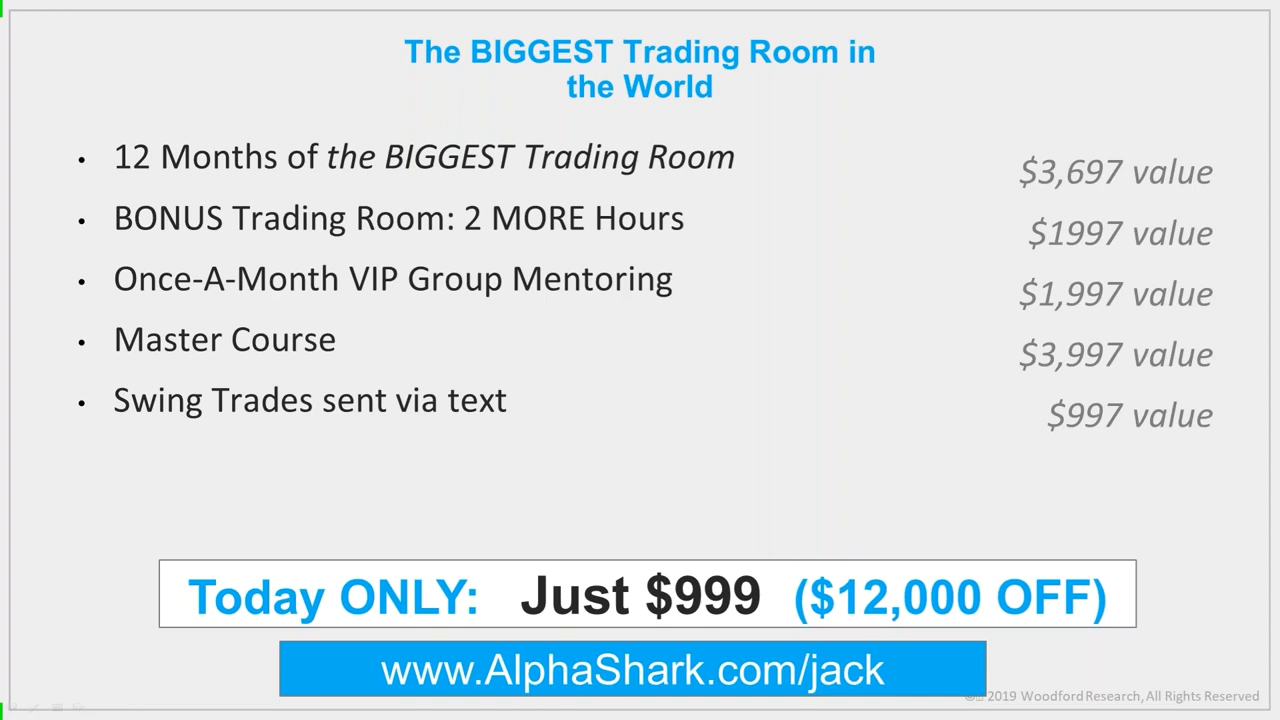 The BIGGEST Trading Room in
the World
• 12 Months of the BIGGEST Trading Room $3,697 value
• BONUS Trading Room: 2 MORE Hours $1997 value
• Once-A-Month VIP Group Mentoring $1,997 value
• Master Course $3,997 value
• Swing Trades sent via text $997 value
Today ONLY: Just $999 ($12,000 OFF)
www.AlphaShark.com/jack
2019 Woodford Research, All Rights Reserved